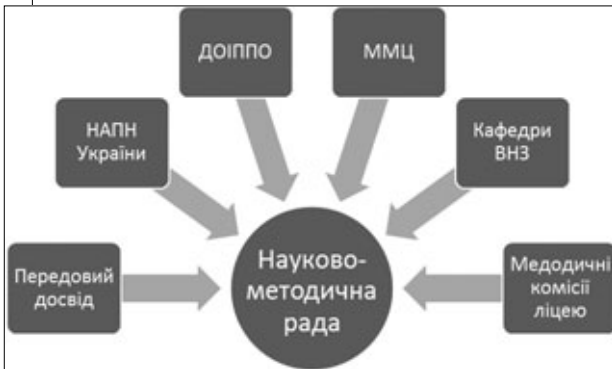 ДОІППО
ММЦ
НАПН
України
Кафедри
ВНЗ
Передовий
досвід
Науково-
методична
рада
Медодичні
комісії
ліцею